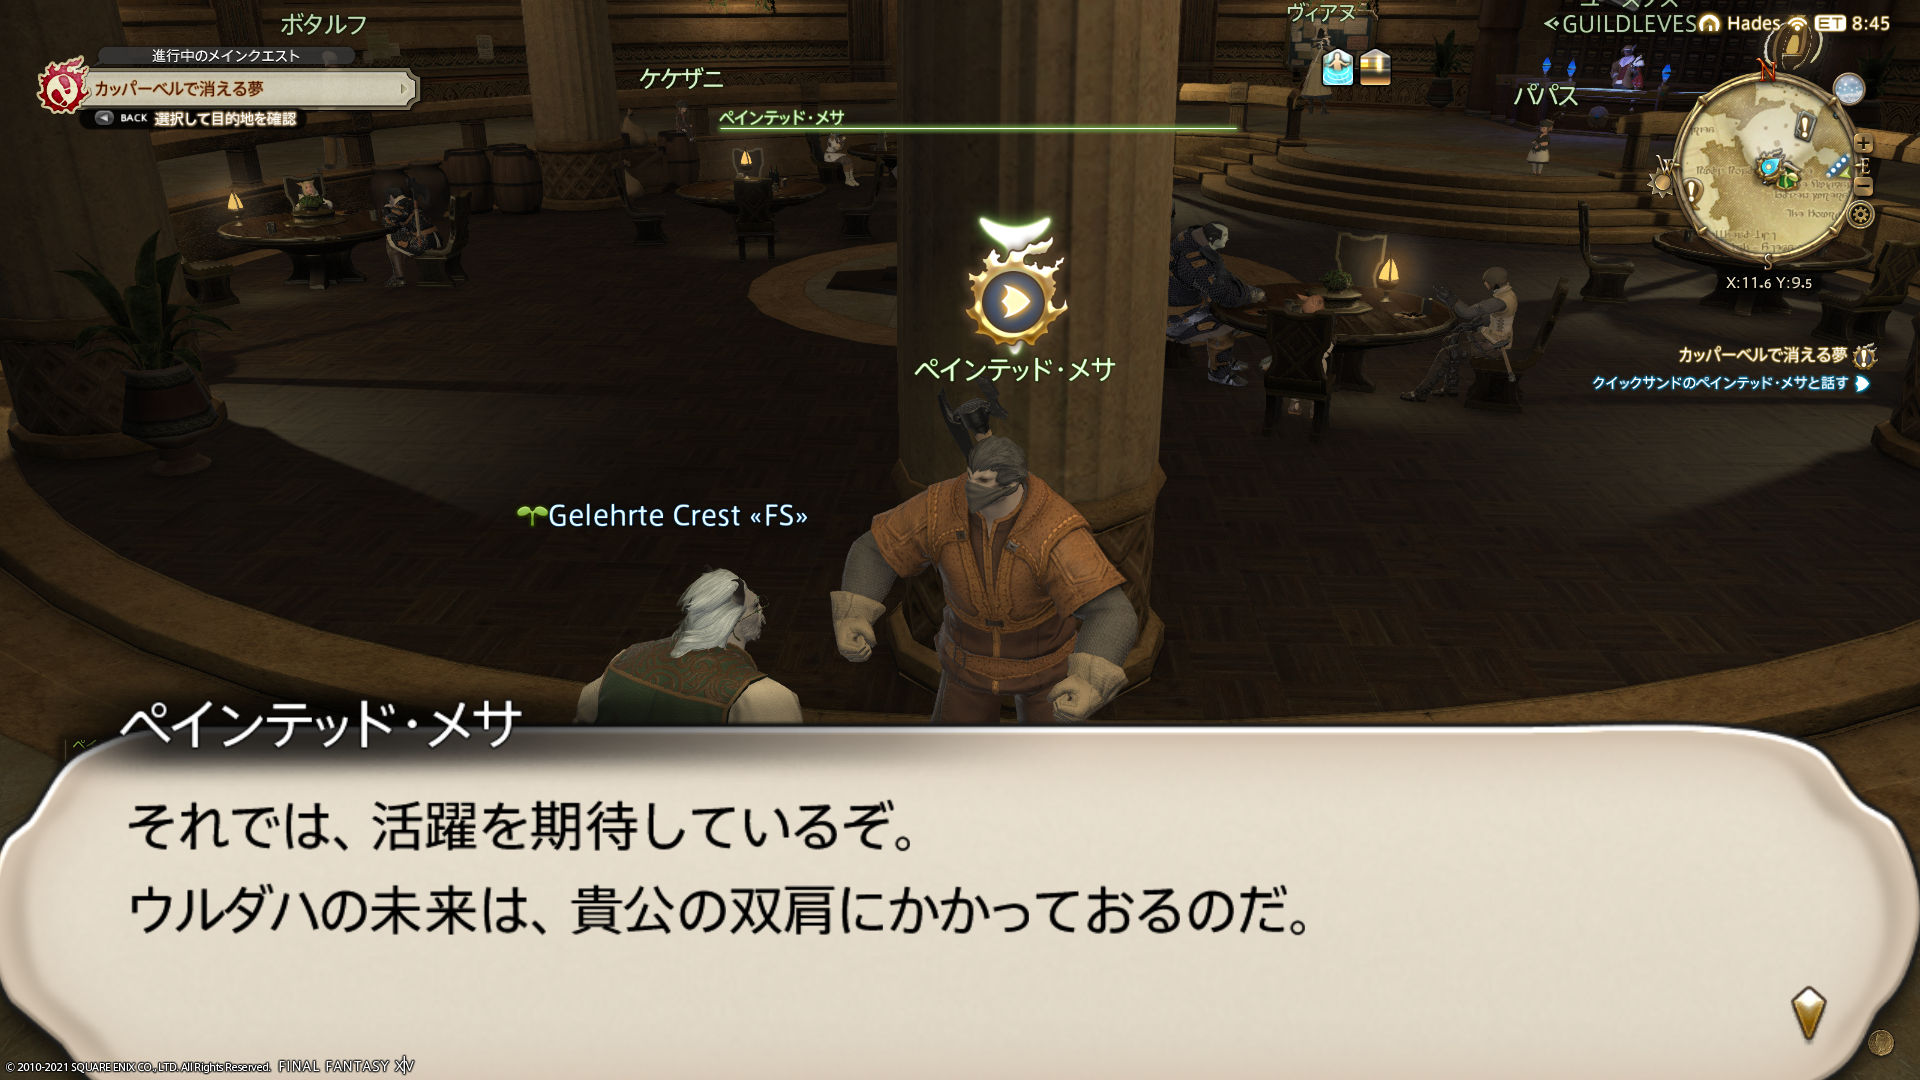 ボタルフ
ヴィアヌ
GUILDLEVES
Hades
ET 8:45
進行中のメインクエスト
カッパーベルで消える夢
BACK 選択して目的地を確認
ケケザニ
ペインテッド・メサ
パパス
N
W
E
S
X:11.6 Y:9.5
カッパーベルで消える夢
クイックサンドのペインテッド・メサと話す
ペインテッド・メサ
Gelehrte Crest «FS»
ペインテッド・メサ
それでは、活躍を期待しているぞ。
ウルダハの未来は、貴公の双肩にかかっておるのだ。
© 2010-2021 SQUARE ENIX CO., LTD. All Rights Reserved. FINAL FANTASY XIV